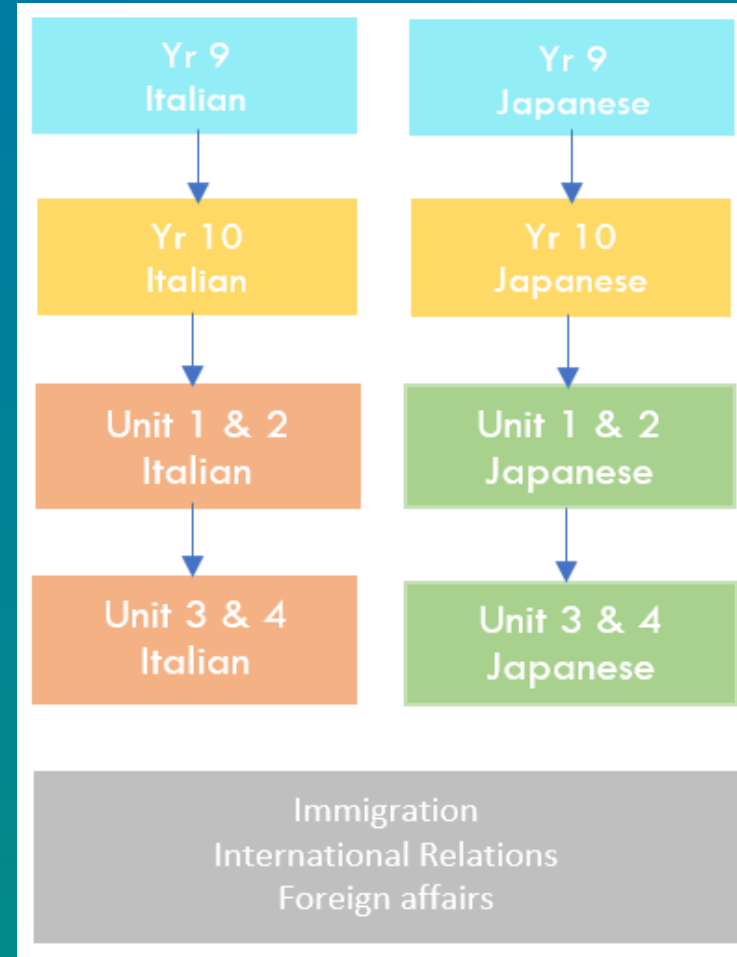 Yr 9
Italian
Yr 9
Japanese
Yr 10
Italian
Yr 10
Japanese
Unit 1 & 2
Italian
Unit 1 & 2
Japanese
Unit 3 & 4
Italian
Unit 3 & 4
Japanese
Immigration
International Relations
Foreign affairs